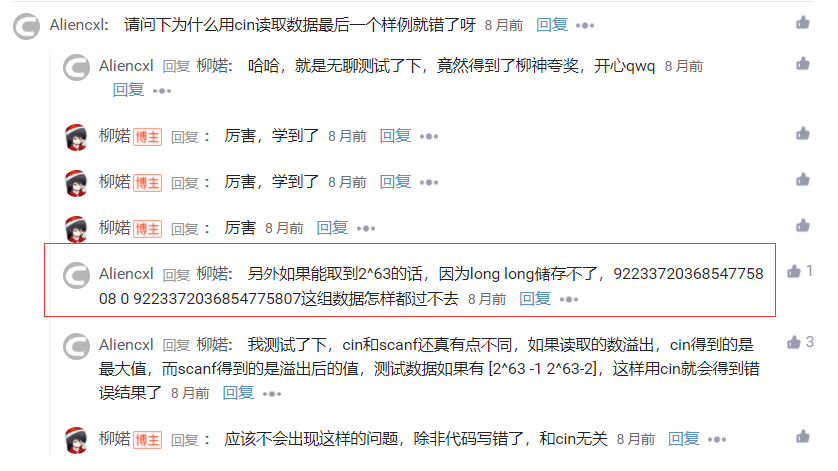 Aliencxl: 请问下为什么用cin读取数据最后一个样例就错了呀 8 月前 回复 •••
Aliencxl 回复 柳婼: 哈哈，就是无聊测试了下，竟然得到了柳神夸奖，开心qwq 8 月前
回复 •••
柳婼 博主 回复 : 厉害，学到了 8 月前 回复 •••
柳婼 博主 回复 : 厉害，学到了 8 月前 回复 •••
柳婼 博主 回复 : 厉害 8 月前 回复 •••
Aliencxl 回复 柳婼: 另外如果能取到2^63的话，因为long long储存不了，92233720368547758 1
08 0 9223372036854775807这组数据怎样都过不去 8 月前 回复 •••
Aliencxl 回复 柳婼: 我测试了下，cin和scanf还真有点不同，如果读取的数溢出，cin得到的是 3
最大值，而scanf得到的是溢出后的值，测试数据如果有 [2^63 -1 2^63-2]，这样用cin就会得到错
误结果了 8 月前 回复 •••
柳婼 博主 回复 : 应该不会出现这样的问题，除非代码写错了，和cin无关 8 月前 回复 •••